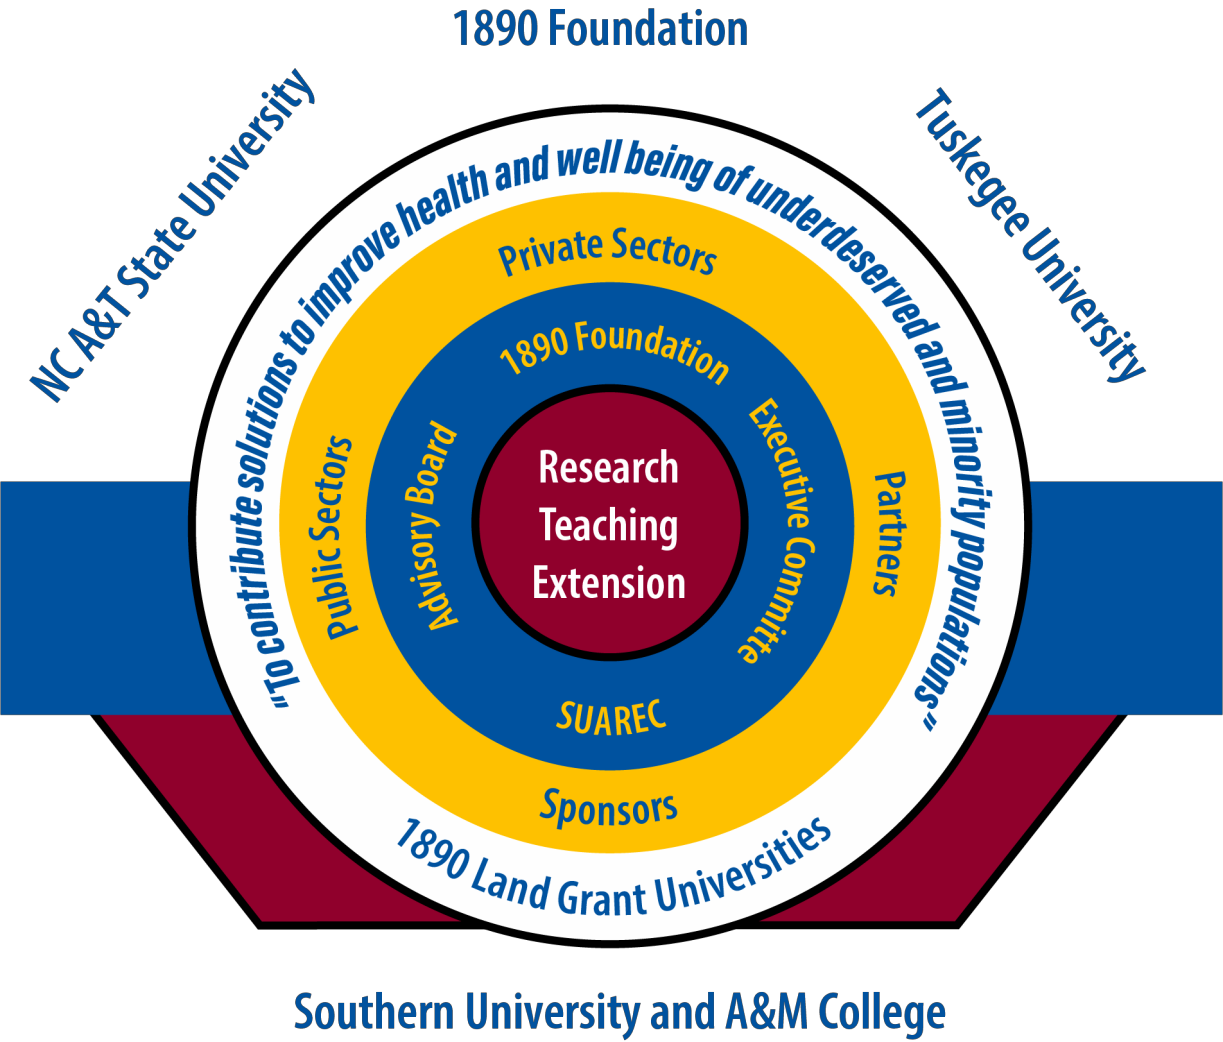 1890 Foundation
NC A&T State University
Tuskegee University
"To contribute solutions to improve health and well being of underdeserved and minority populations"
Private Sectors
Public Sectors
Partners
Sponsors
1890 Foundation
Advisory Board
Executive Committe
SUAREC
Research
Teaching
Extension
1890 Land Grant Universities
Southern University and A&M College